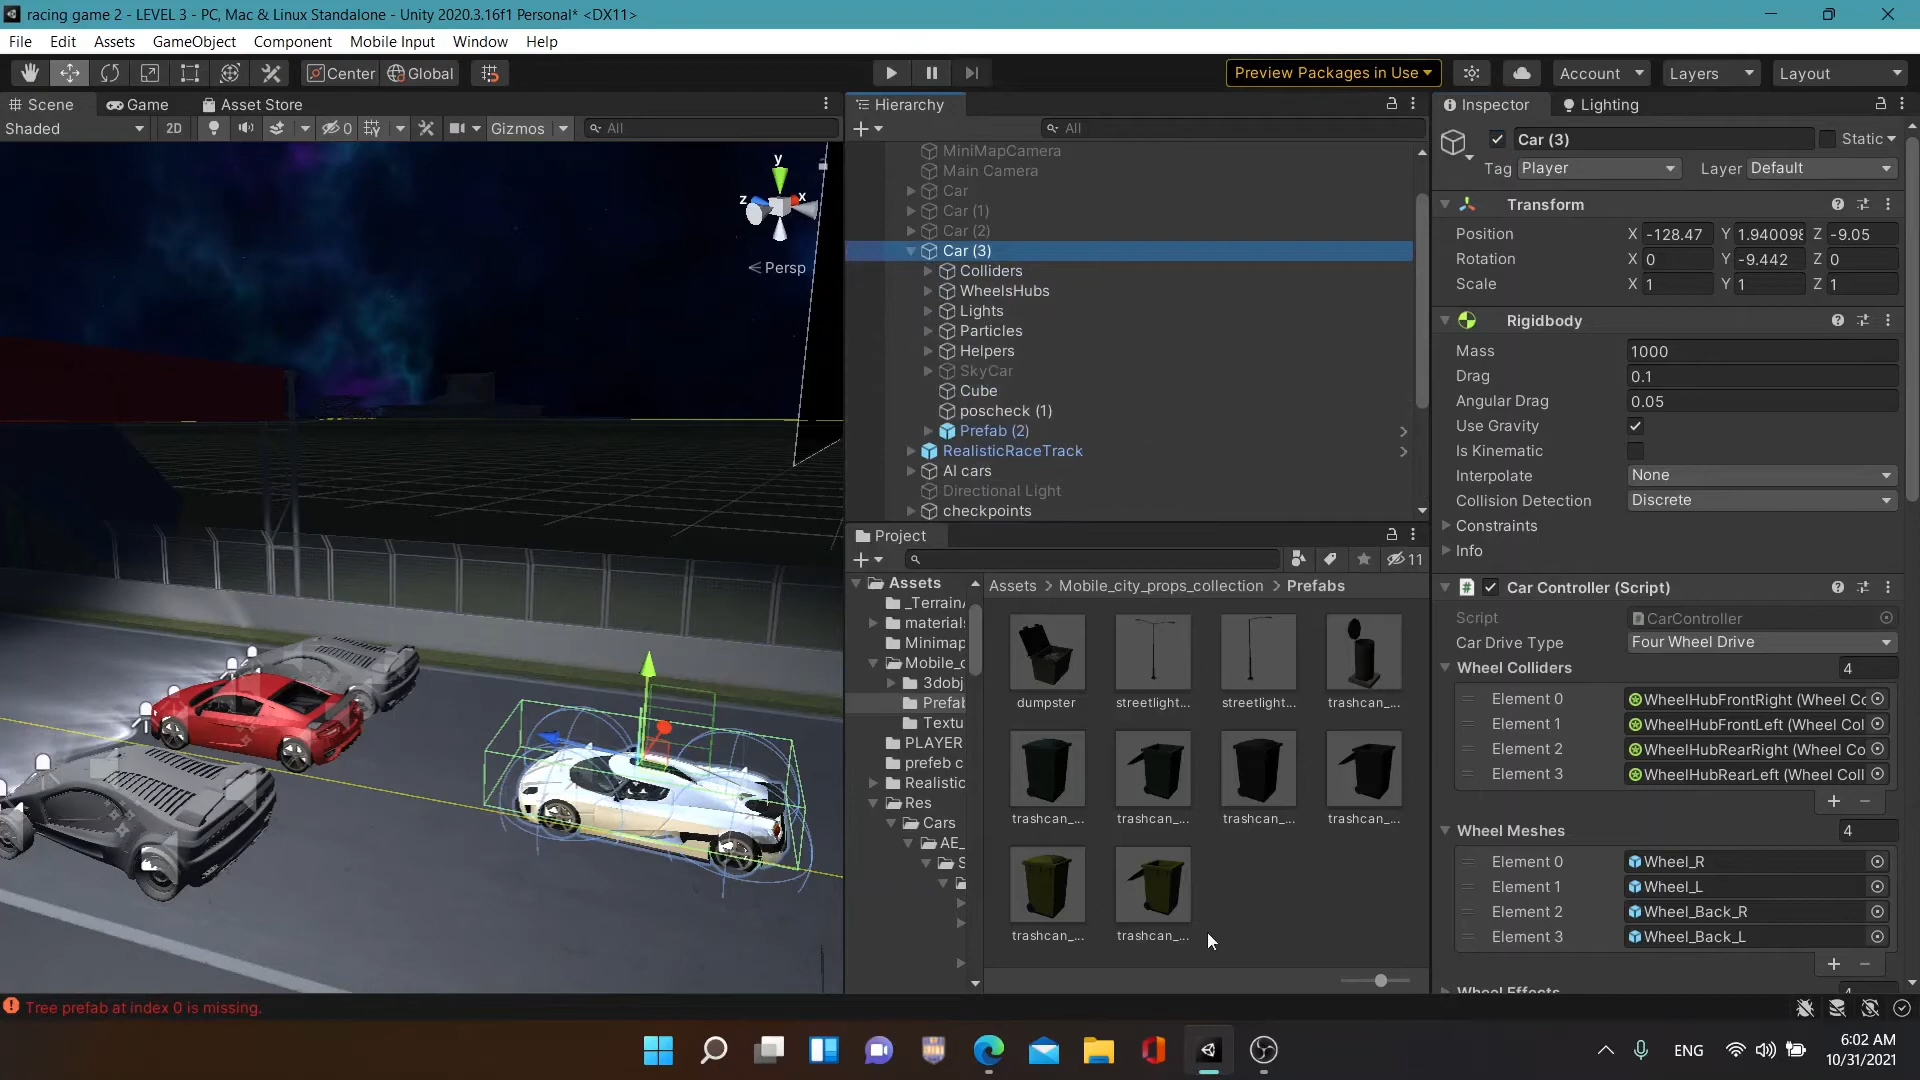 racing game 2 - LEVEL 3 - PC, Mac & Linux Standalone - Unity 2020.3.16f1 Personal* <DX11>
File Edit Assets GameObject Component Mobile Input Window Help
Center Global Preview Packages in Use Account Layers Layout
Scene Game Asset Store
Shaded 2D 0 Gizmos All
y
x
z
Persp
Hierarchy
All
MiniMapCamera
Main Camera
Car
Car (1)
Car (2)
Car (3)
Colliders
WheelsHubs
Lights
Particles
Helpers
SkyCar
Cube
poscheck (1)
Prefab (2)
RealisticRaceTrack
AI cars
Directional Light
checkpoints
Project
11
Assets
_Terrain
material
Minimap
Mobile_c
3dobj
Prefab
Textu
PLAYER
prefeb c
Realistic
Res
Cars
AE_
S
Assets > Mobile_city_props_collection > Prefabs
dumpster streetlight... streetlight... trashcan_...
trashcan_... trashcan_... trashcan_... trashcan_...
trashcan_... trashcan_...
Inspector Lighting
Car (3) Static
Tag Player Layer Default
Transform
Position X -128.47 Y 1.940098 Z -9.05
Rotation X 0 Y -9.442 Z 0
Scale X 1 Y 1 Z 1
Rigidbody
Mass 1000
Drag 0.1
Angular Drag 0.05
Use Gravity
Is Kinematic
Interpolate None
Collision Detection Discrete
Constraints
Info
# Car Controller (Script)
Script CarController
Car Drive Type Four Wheel Drive
Wheel Colliders 4
Element 0 WheelHubFrontRight (Wheel Co
Element 1 WheelHubFrontLeft (Wheel Col
Element 2 WheelHubRearRight (Wheel Co
Element 3 WheelHubRearLeft (Wheel Coll
Wheel Meshes 4
Element 0 Wheel_R
Element 1 Wheel_L
Element 2 Wheel_Back_R
Element 3 Wheel_Back_L
Wheel Effects 4
Tree prefab at index 0 is missing.
ENG
6:02 AM
10/31/2021